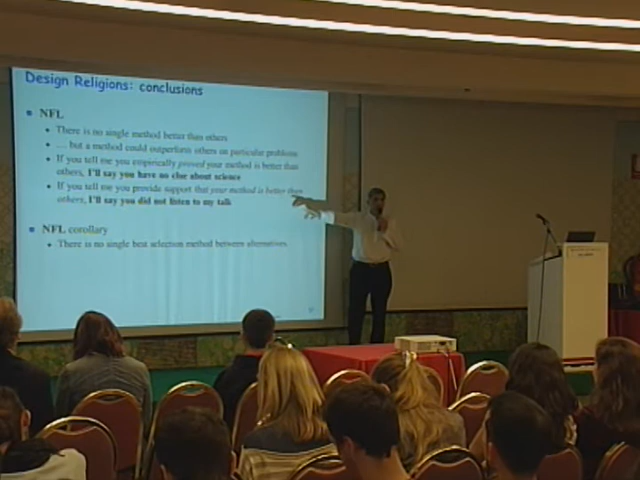 Design Religions: conclusions
NFL
There is no single method better than others
... but a method could outperform others on particular problems
If you tell me you empirically proved your method is better than
others, I'll say you have no clue about science
If you tell me you provide support that your method is better than
others, I'll say you did not listen to my talk
NFL corollary
There is no single best selection method between alternatives.